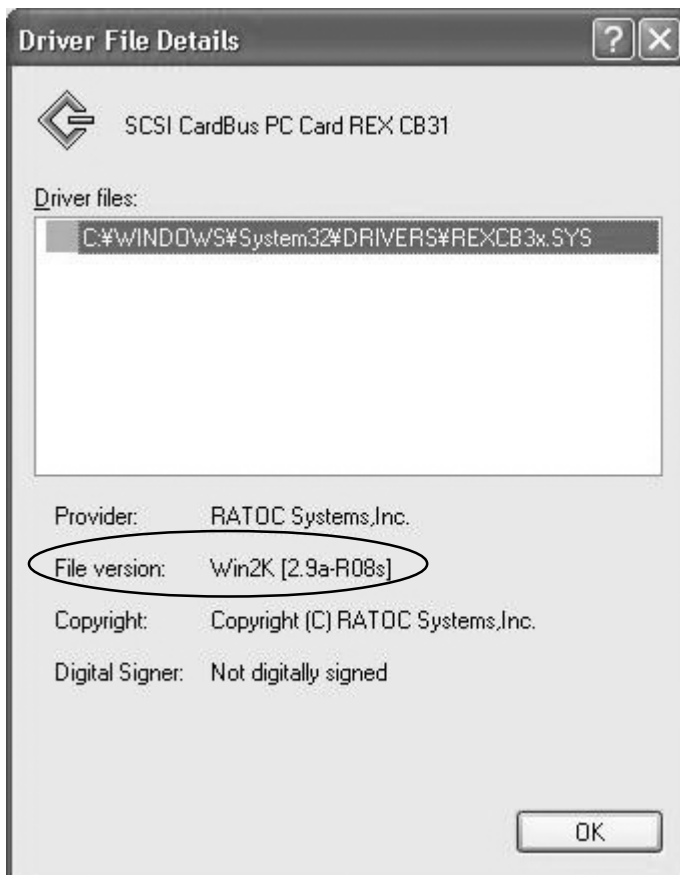 Driver File Details
SCSI CardBus PC Card REX CB31
Driver files:
C:¥WINDOWS¥System32¥DRIVERS¥REXCB3x.SYS
Provider: RATOC Systems,Inc.
File version: Win2K [2.9a-R08s]
Copyright: Copyright (C) RATOC Systems,Inc.
Digital Signer: Not digitally signed
OK